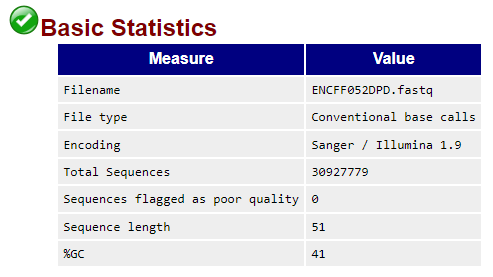 Basic Statistics
Measure Value
Filename ENCFF052DPD.fastq
File type Conventional base calls
Encoding Sanger / Illumina 1.9
Total Sequences 30927779
Sequences flagged as poor quality 0
Sequence length 51
%GC 41